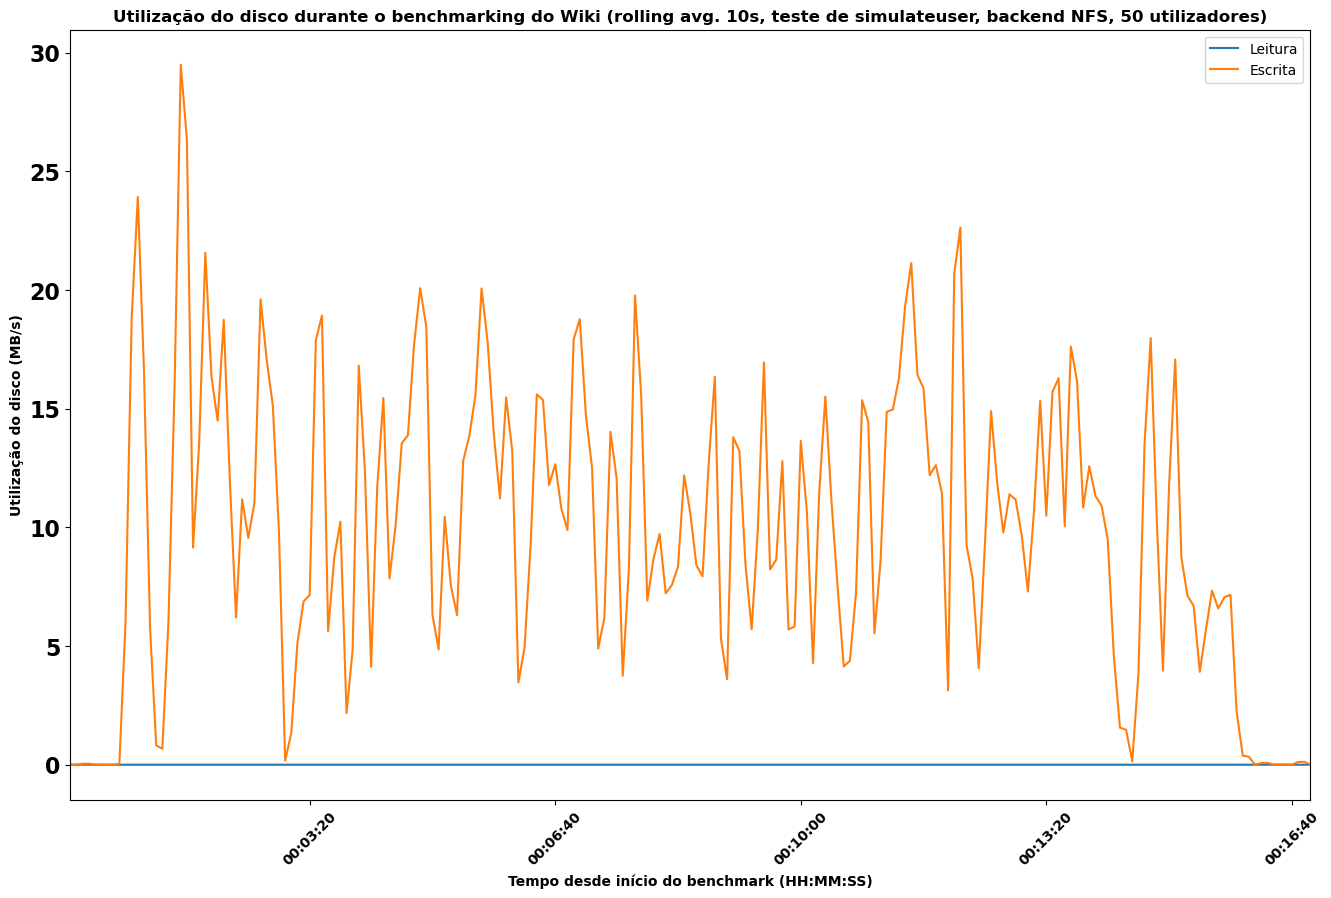 Utilização do disco durante o benchmarking do Wiki (rolling avg. 10s, teste de simulateuser, backend NFS, 50 utilizadores)
Leitura
Escrita
Utilização do disco (MB/s)
30
25
20
15
10
5
0
00:03:20
00:06:40
00:10:00
00:13:20
00:16:40
Tempo desde início do benchmark (HH:MM:SS)